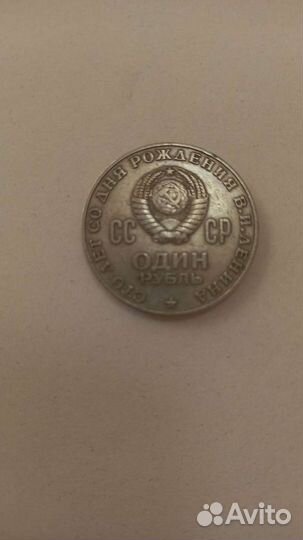 СТО ЛЕТ СО ДНЯ РОЖДЕНИЯ В.И.ЛЕНИНА
СС СР
ОДИН
РУБЛЬ
Avito